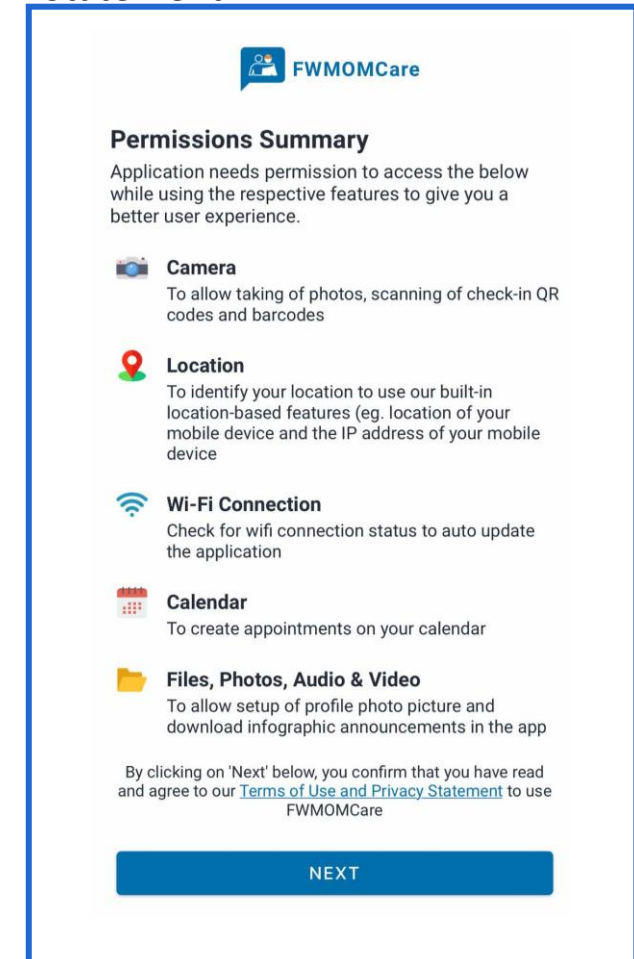 FWMOMCare
Permissions Summary
Application needs permission to access the below
while using the respective features to give you a
better user experience.
Camera
To allow taking of photos, scanning of check-in QR
codes and barcodes
Location
To identify your location to use our built-in
location-based features (eg. location of your
mobile device and the IP address of your mobile
device
Wi-Fi Connection
Check for wifi connection status to auto update
the application
Calendar
To create appointments on your calendar
Files, Photos, Audio & Video
To allow setup of profile photo picture and
download infographic announcements in the app
By clicking on 'Next' below, you confirm that you have read
and agree to our Terms of Use and Privacy Statement to use
FWMOMCare
NEXT